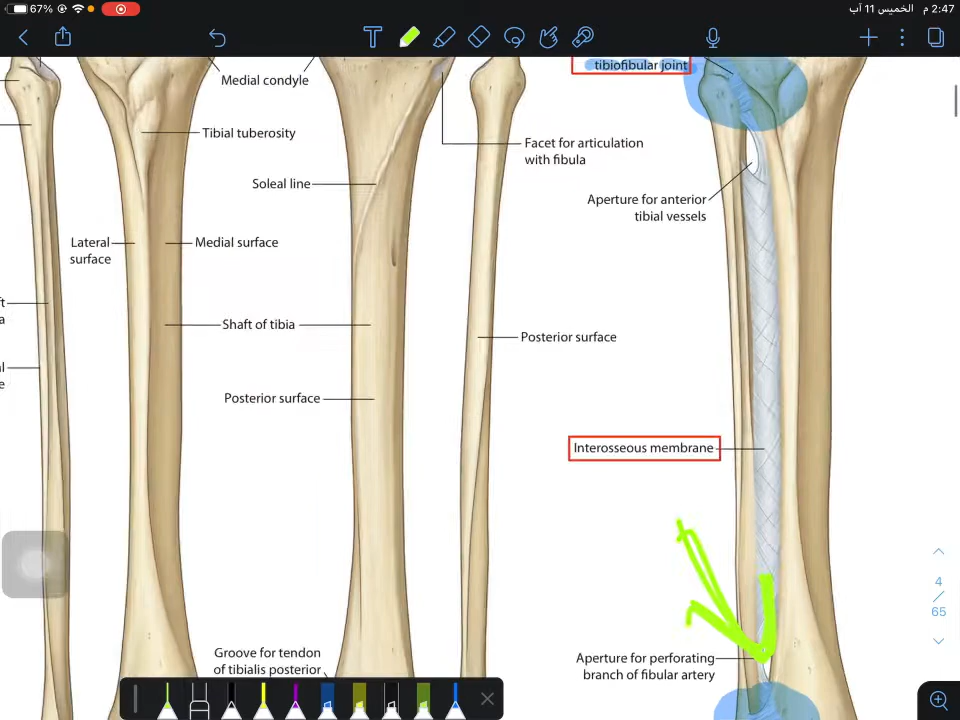 67%
2:47 م الخميس 11 آب
Medial condyle
tibiofibular joint
Tibial tuberosity
Facet for articulation
with fibula
Soleal line
Aperture for anterior
tibial vessels
Lateral
surface
Medial surface
Shaft of tibia
Posterior surface
Posterior surface
Interosseous membrane
Groove for tendon
of tibialis posterior
Aperture for perforating
branch of fibular artery
4
/
65